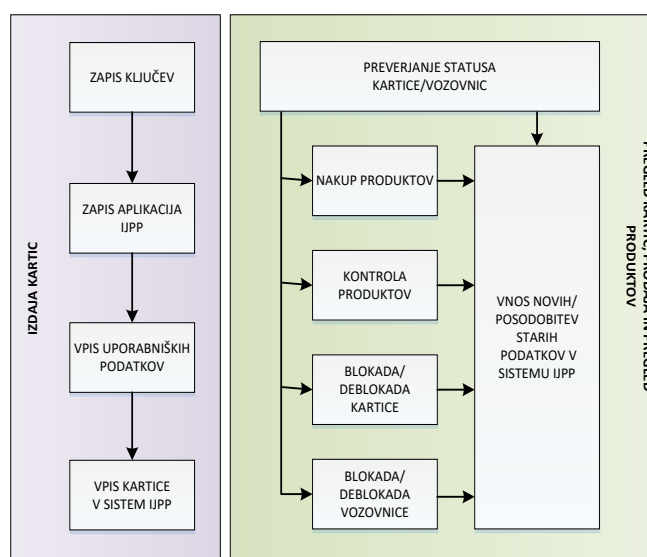 IZDAJA KARTIC
ZAPIS KLJUČEV
ZAPIS APLIKACIJA
IJPP
VPIS UPORABNIŠKIH
PODATKOV
VPIS KARTICE
V SISTEM IJPP
PREVERJANJE STATUSA
KARTICE/VOZOVNIC
NAKUP PRODUKTOV
KONTROLA
PRODUKTOV
BLOKADA/
DEBLOKADA
KARTICE
BLOKADA/
DEBLOKADA
VOZOVNICE
VNOS NOVIH/
POSODOBITEV
STARIH
PODATKOV V
SISTEMU IJPP
PRODUKTOV